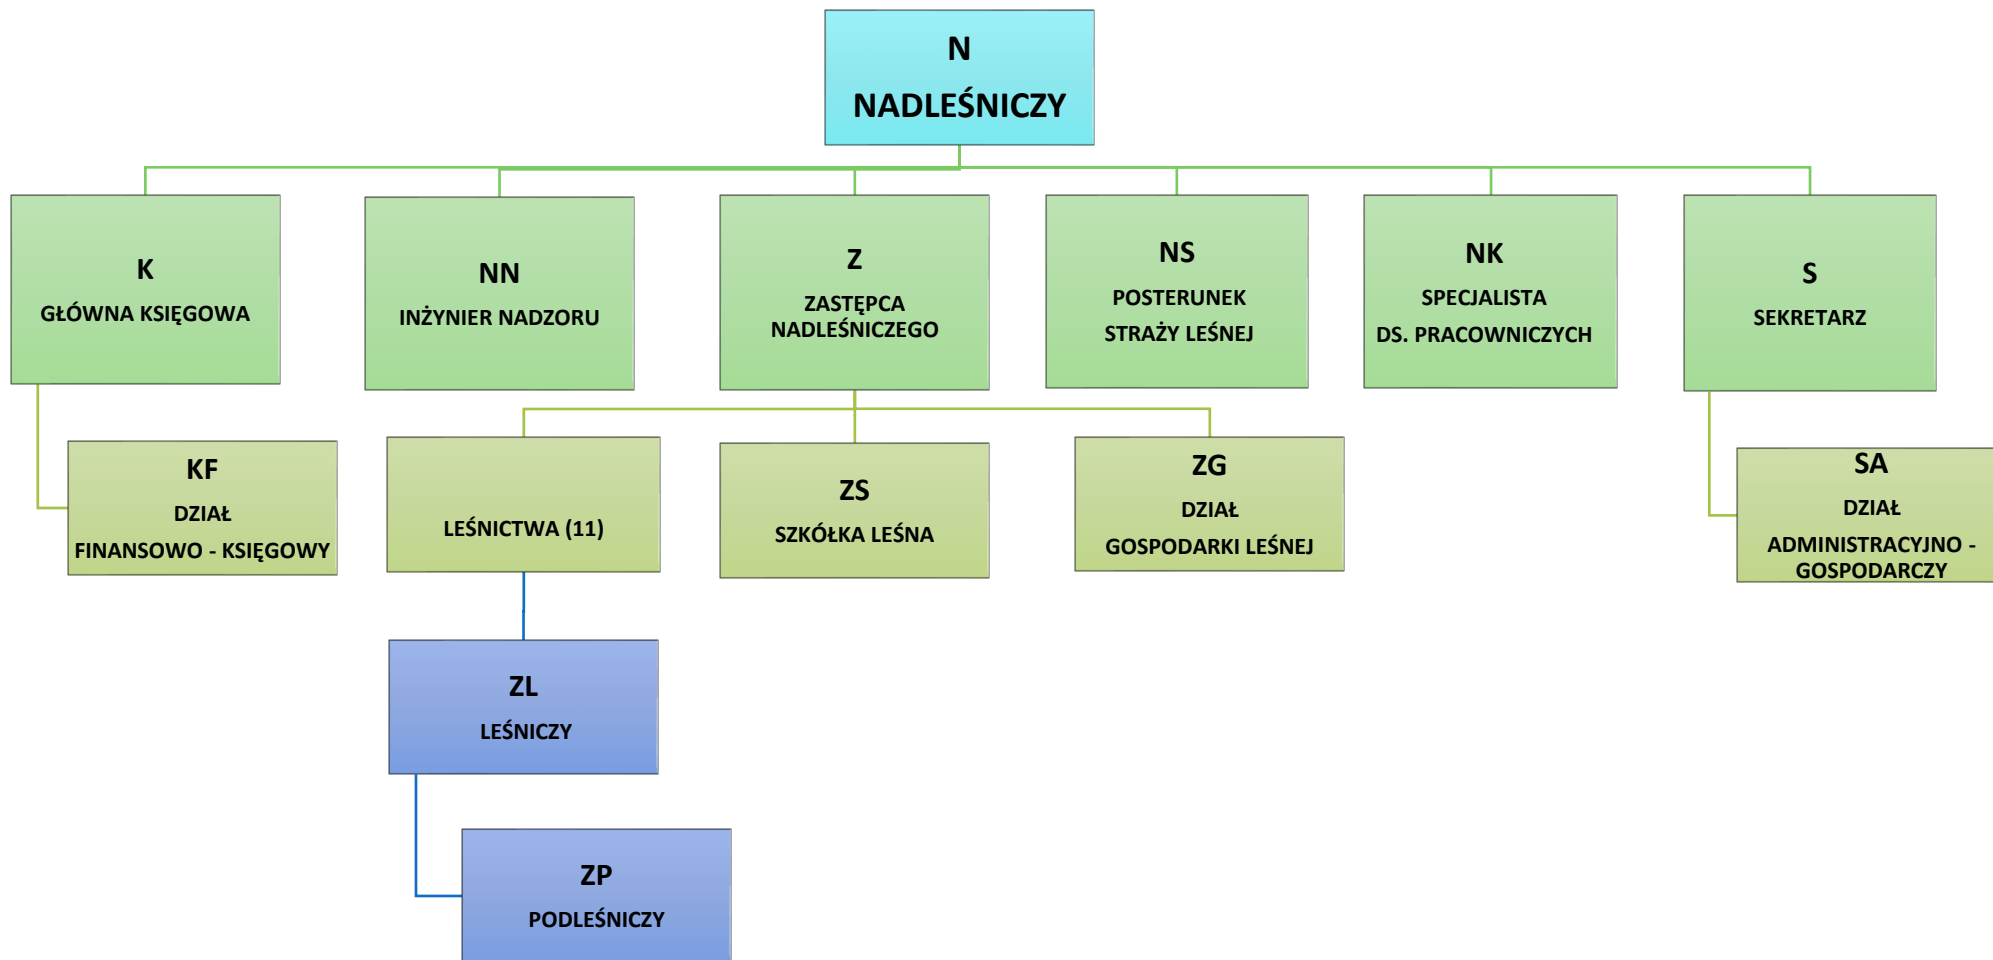 N
NADLEŚNICZY
K
GŁÓWNA KSIĘGOWA
NN
INŻYNIER NADZORU
Z
ZASTĘPCA
NADLEŚNICZEGO
NS
POSTERUNEK
STRAŻY LEŚNEJ
NK
SPECJALISTA
DS. PRACOWNICZYCH
S
SEKRETARZ
KF
DZIAŁ
FINANSOWO - KSIĘGOWY
LEŚNICTWA (11)
ZS
SZKÓŁKA LEŚNA
ZG
DZIAŁ
GOSPODARKI LEŚNEJ
SA
DZIAŁ
ADMINISTRACYJNO -
GOSPODARCZY
ZL
LEŚNICZY
ZP
PODLEŚNICZY